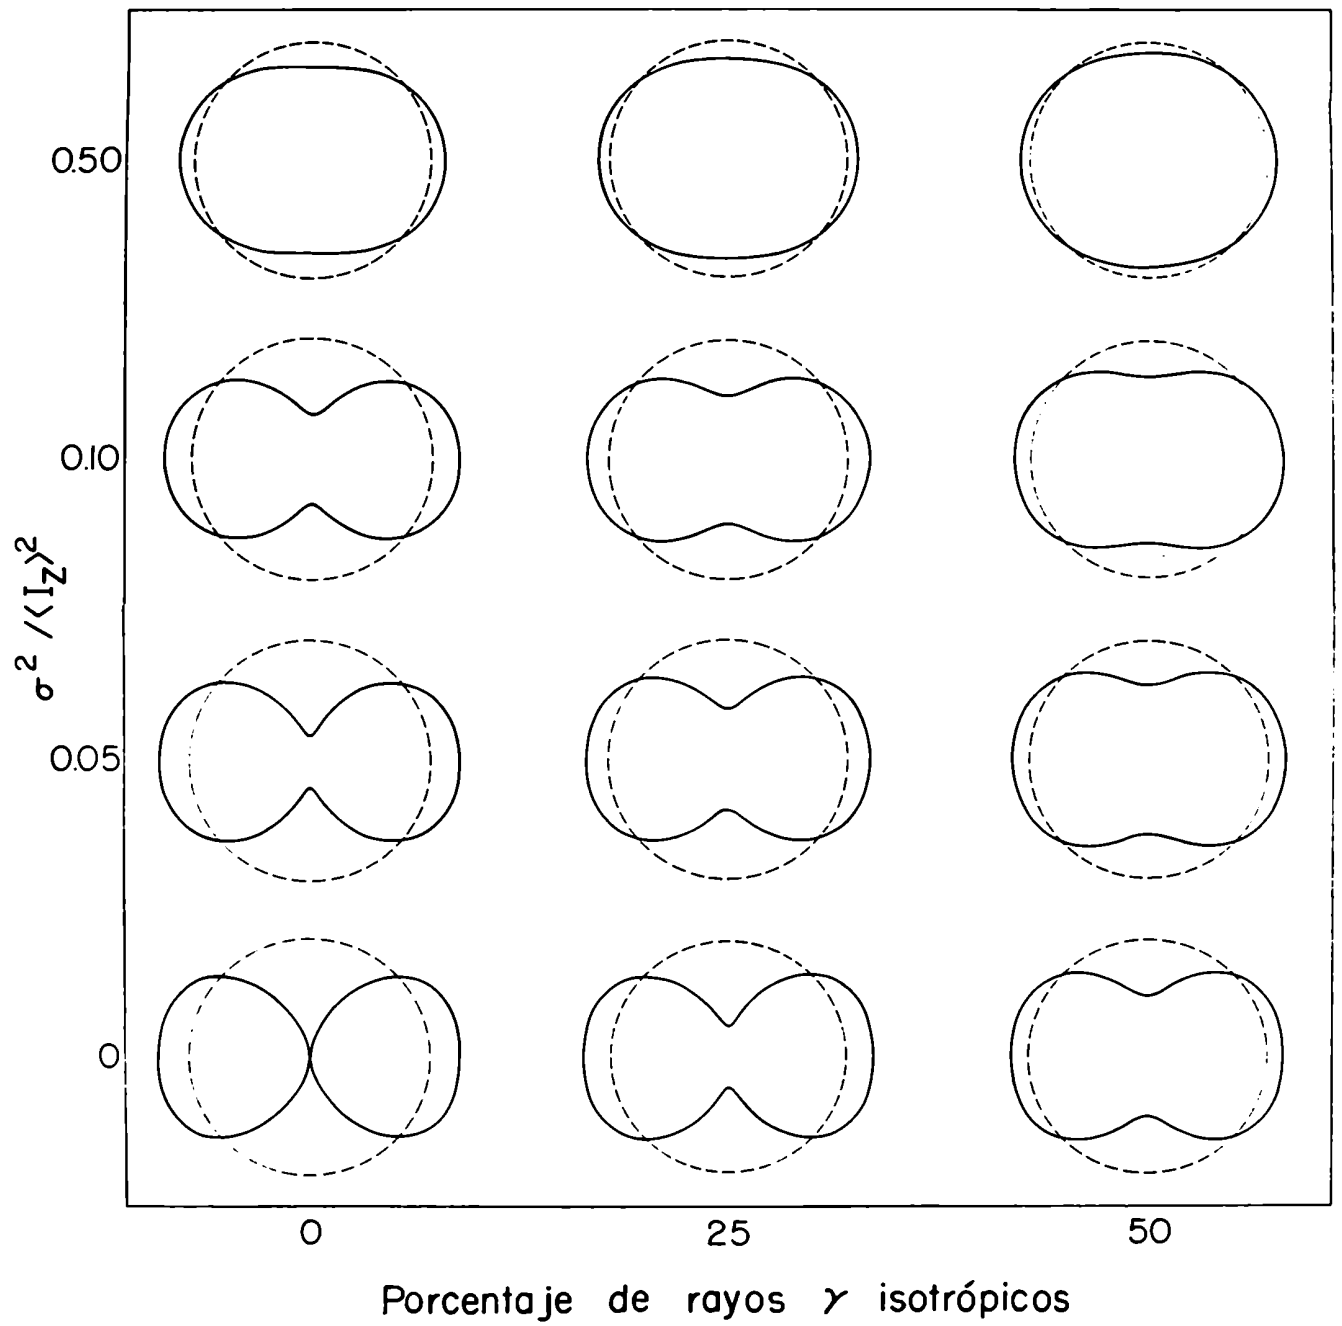 0.50
0.10
σ² /⟨I_Z⟩²
0.05
0
0 25 50
Porcentaje de rayos γ isotrópicos